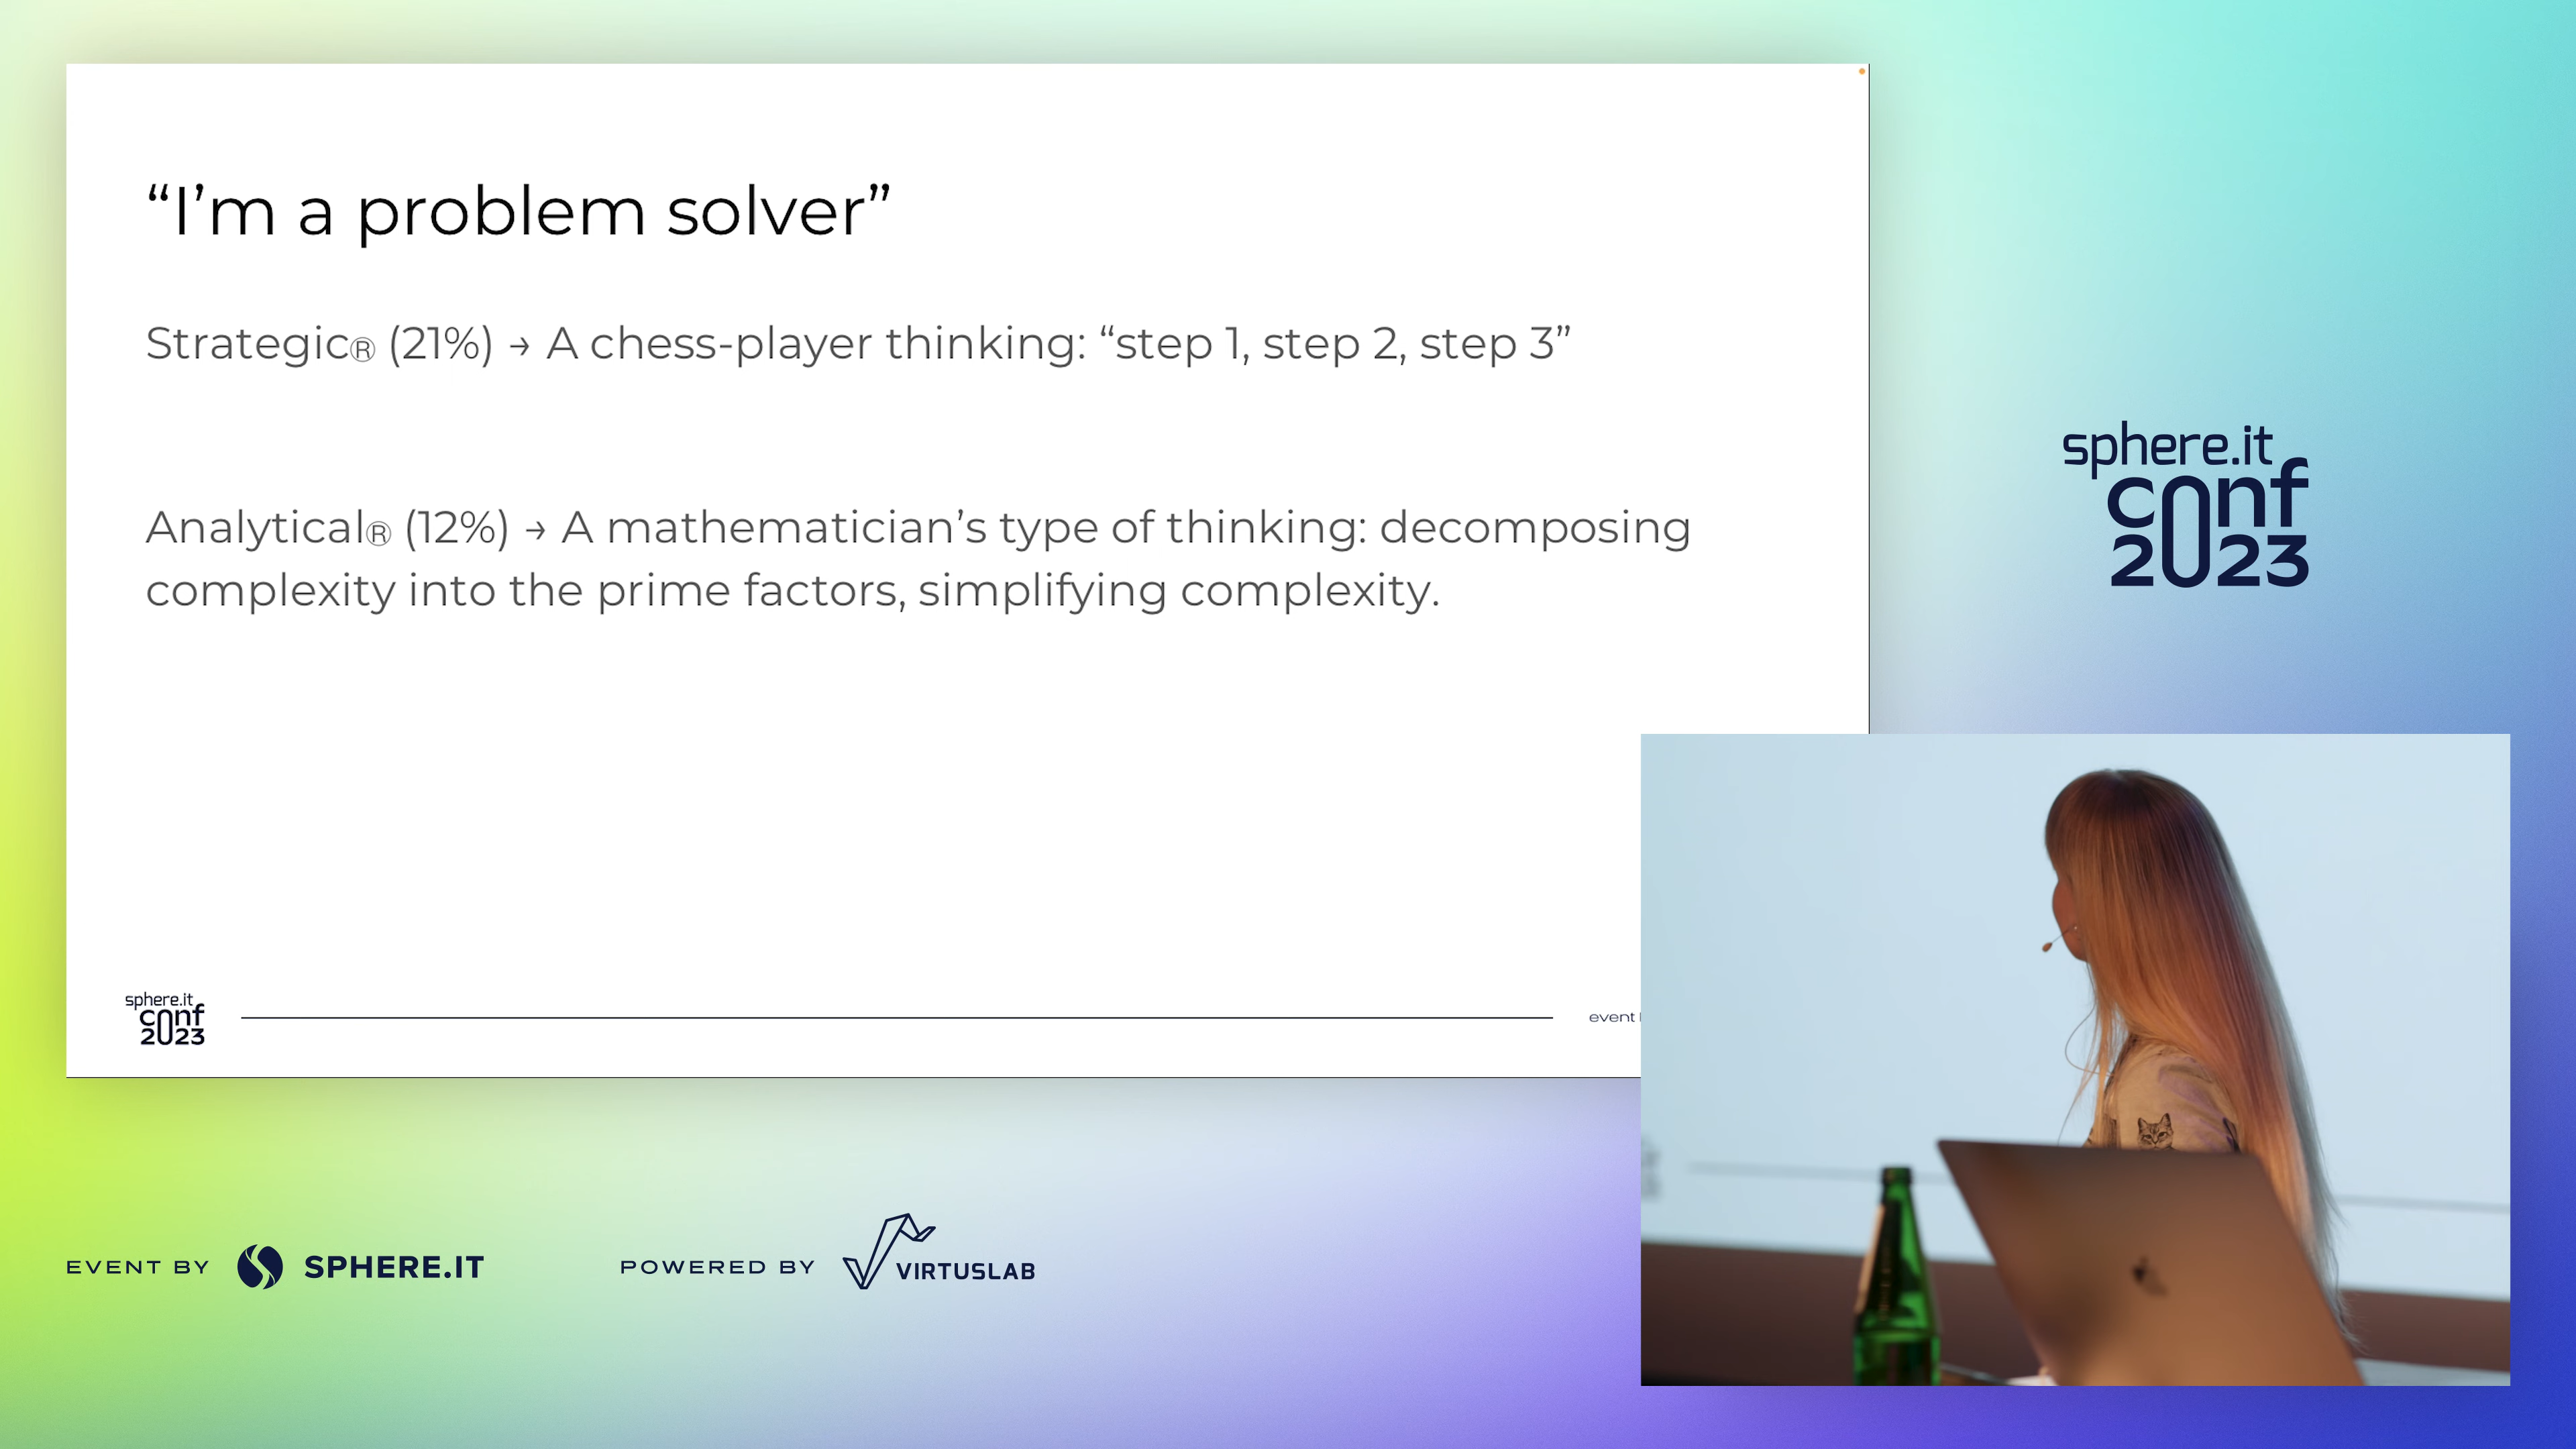 “I’m a problem solver”
Strategic® (21%) → A chess-player thinking: “step 1, step 2, step 3”
Analytical® (12%) → A mathematician’s type of thinking: decomposing
complexity into the prime factors, simplifying complexity.
sphere.it
conf
2023
event
sphere.it
conf
2023
EVENT BY SPHERE.IT
POWERED BY VIRTUSLAB